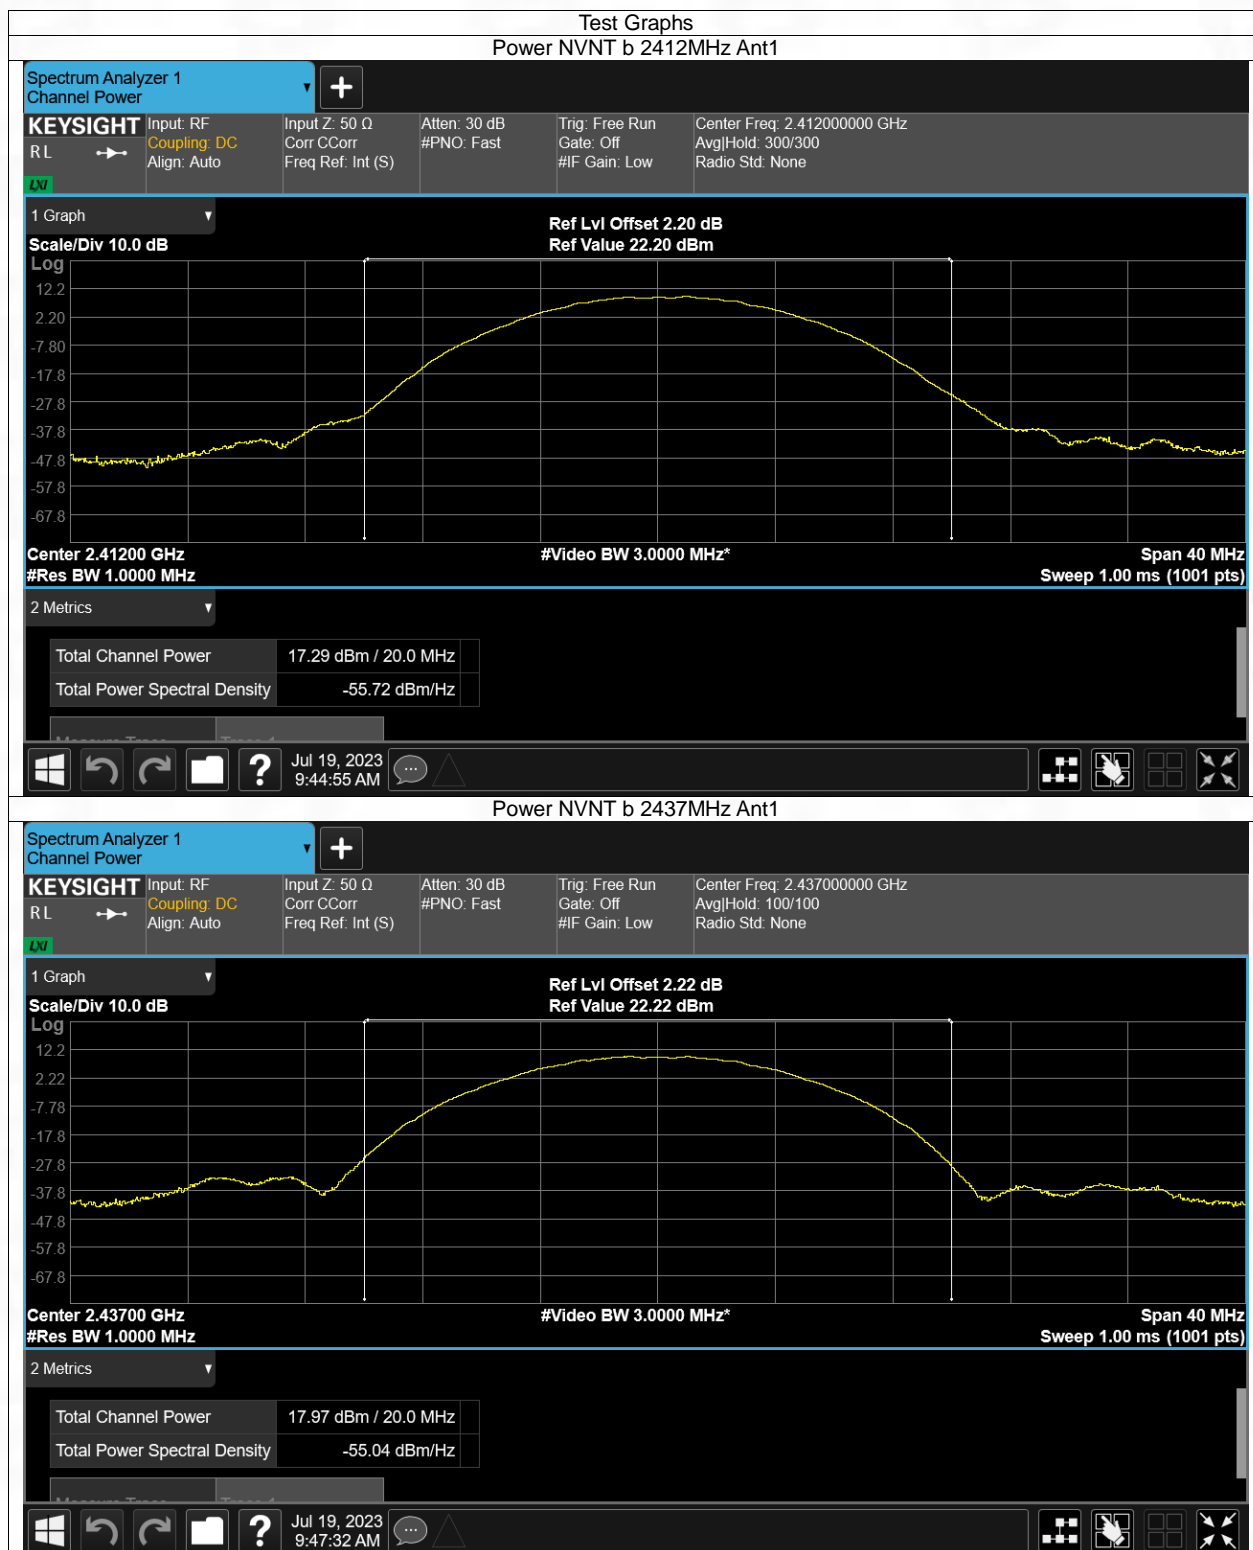 Test Graphs
Power NVNT b 2412MHz Ant1
Spectrum Analyzer 1
Channel Power
KEYSIGHT Input: RF Input Z: 50 Ω Atten: 30 dB Trig: Free Run Center Freq: 2.412000000 GHz
RL Coupling: DC Corr CCorr #PNO: Fast Gate: Off Avg|Hold: 300/300
Align: Auto Freq Ref: Int (S) #IF Gain: Low Radio Std: None
LXI
1 Graph
Ref Lvl Offset 2.20 dB
Scale/Div 10.0 dB Ref Value 22.20 dBm
Log
12.2
2.20
-7.80
-17.8
-27.8
-37.8
-47.8
-57.8
-67.8
Center 2.41200 GHz #Video BW 3.0000 MHz* Span 40 MHz
#Res BW 1.0000 MHz Sweep 1.00 ms (1001 pts)
2 Metrics
Total Channel Power 17.29 dBm / 20.0 MHz
Total Power Spectral Density -55.72 dBm/Hz
Jul 19, 2023
9:44:55 AM
Power NVNT b 2437MHz Ant1
Spectrum Analyzer 1
Channel Power
KEYSIGHT Input: RF Input Z: 50 Ω Atten: 30 dB Trig: Free Run Center Freq: 2.437000000 GHz
RL Coupling: DC Corr CCorr #PNO: Fast Gate: Off Avg|Hold: 100/100
Align: Auto Freq Ref: Int (S) #IF Gain: Low Radio Std: None
LXI
1 Graph
Ref Lvl Offset 2.22 dB
Scale/Div 10.0 dB Ref Value 22.22 dBm
Log
12.2
2.22
-7.78
-17.8
-27.8
-37.8
-47.8
-57.8
-67.8
Center 2.43700 GHz #Video BW 3.0000 MHz* Span 40 MHz
#Res BW 1.0000 MHz Sweep 1.00 ms (1001 pts)
2 Metrics
Total Channel Power 17.97 dBm / 20.0 MHz
Total Power Spectral Density -55.04 dBm/Hz
Jul 19, 2023
9:47:32 AM